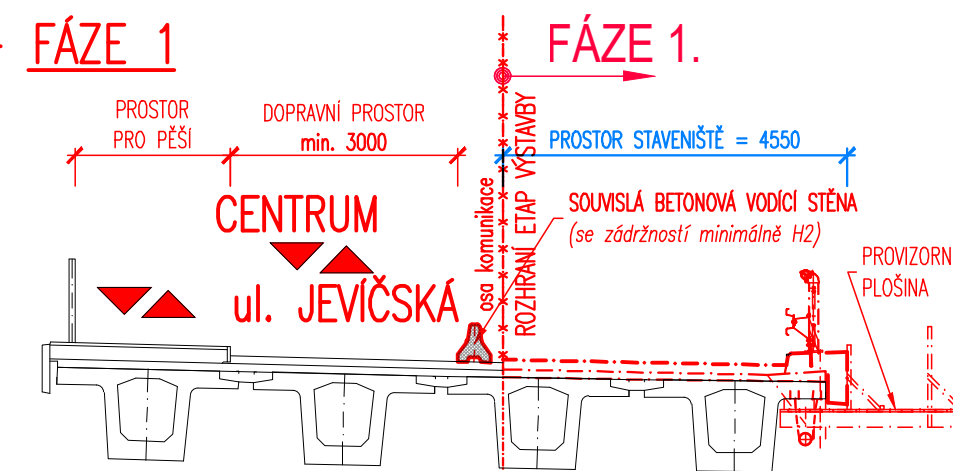 FÁZE 1
FÁZE 1.
PROSTOR
PRO PĚŠÍ
DOPRAVNÍ PROSTOR
min. 3000
PROSTOR STAVENIŠTĚ = 4550
osa komunikace
ROZHRANÍ ETAP VÝSTAVBY
CENTRUM
ul. JEVÍČSKÁ
SOUVISLÁ BETONOVÁ VODÍCÍ STĚNA
(se zádržností minimálně H2)
PROVIZORN
PLOŠINA